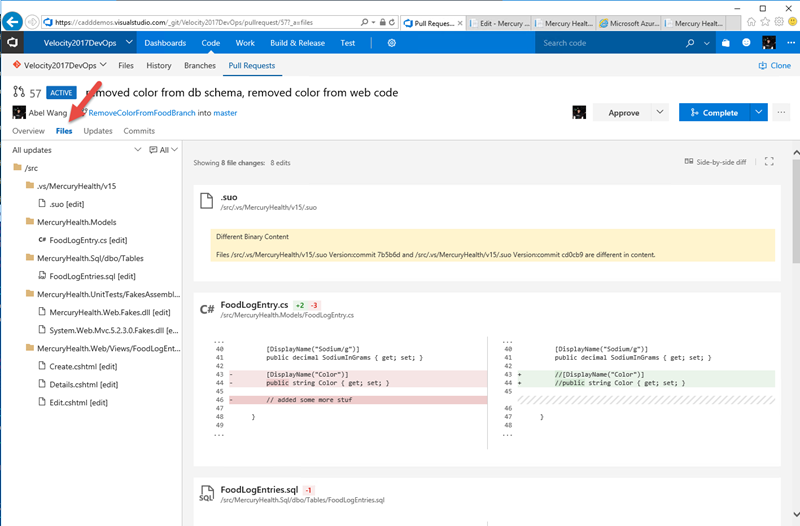 https://cadddemos.visualstudio.com/_git/Velocity2017DevOps/pullrequest/57?_a=files
Pull Requ...
Edit - Mercury ...
Mercury Healt...
Microsoft Azur...
Mercury Healt...
Velocity2017DevOps
Dashboards
Code
Work
Build & Release
Test
Search code
Velocity2017DevOps
Files
History
Branches
Pull Requests
Clone
57
ACTIVE
removed color from db schema, removed color from web code
Abel Wang
RemoveColorFromFoodBranch into master
Approve
Complete
Overview
Files
Updates
Commits
All updates
All
Showing 8 file changes: 8 edits
Side-by-side diff
/src
.vs/MercuryHealth/v15
.suo [edit]
MercuryHealth.Models
C# FoodLogEntry.cs [edit]
MercuryHealth.Sql/dbo/Tables
FoodLogEntries.sql [edit]
MercuryHealth.UnitTests/FakesAssembl...
MercuryHealth.Web.Fakes.dll [edit]
System.Web.Mvc.5.2.3.0.Fakes.dll [edit]
MercuryHealth.Web/Views/FoodLogEnt...
Create.cshtml [edit]
Details.cshtml [edit]
Edit.cshtml [edit]
.suo
/src/.vs/MercuryHealth/v15/.suo
Different Binary Content
Files /src/.vs/MercuryHealth/v15/.suo Version:commit 7b5b6d and /src/.vs/MercuryHealth/v15/.suo Version:commit cd0cb9 are different in content.
C#
FoodLogEntry.cs +2 -3
/src/MercuryHealth.Models/FoodLogEntry.cs
...
40 [DisplayName("Sodium/g")]
41 public decimal SodiumInGrams { get; set; }
42
43 - [DisplayName("Color")]
44 - public string Color { get; set; }
45
46 - // added some more stuf
47 }
48
49
...
...
40 [DisplayName("Sodium/g")]
41 public decimal SodiumInGrams { get; set; }
42
43 + //[DisplayName("Color")]
44 + //public string Color { get; set; }
45
46
47 }
48
...
SQL
FoodLogEntries.sql -1
/src/MercuryHealth.Sql/dbo/Tables/FoodLogEntries.sql